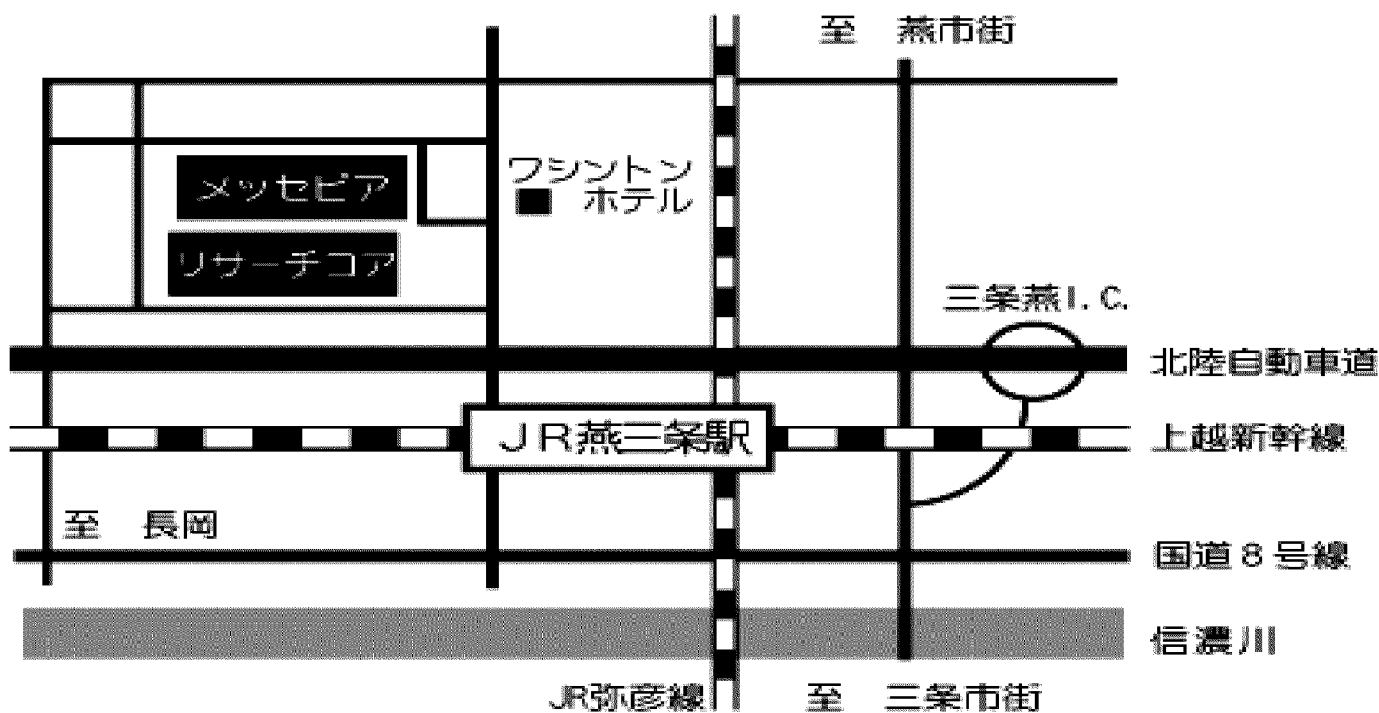 至 燕市街
メッセピア
ワシントン
ホテル
リサーチコア
三条燕I.C.
北陸自動車道
JR燕三条駅
上越新幹線
至 長岡
国道8号線
信濃川
JR弥彦線
至 三条市街